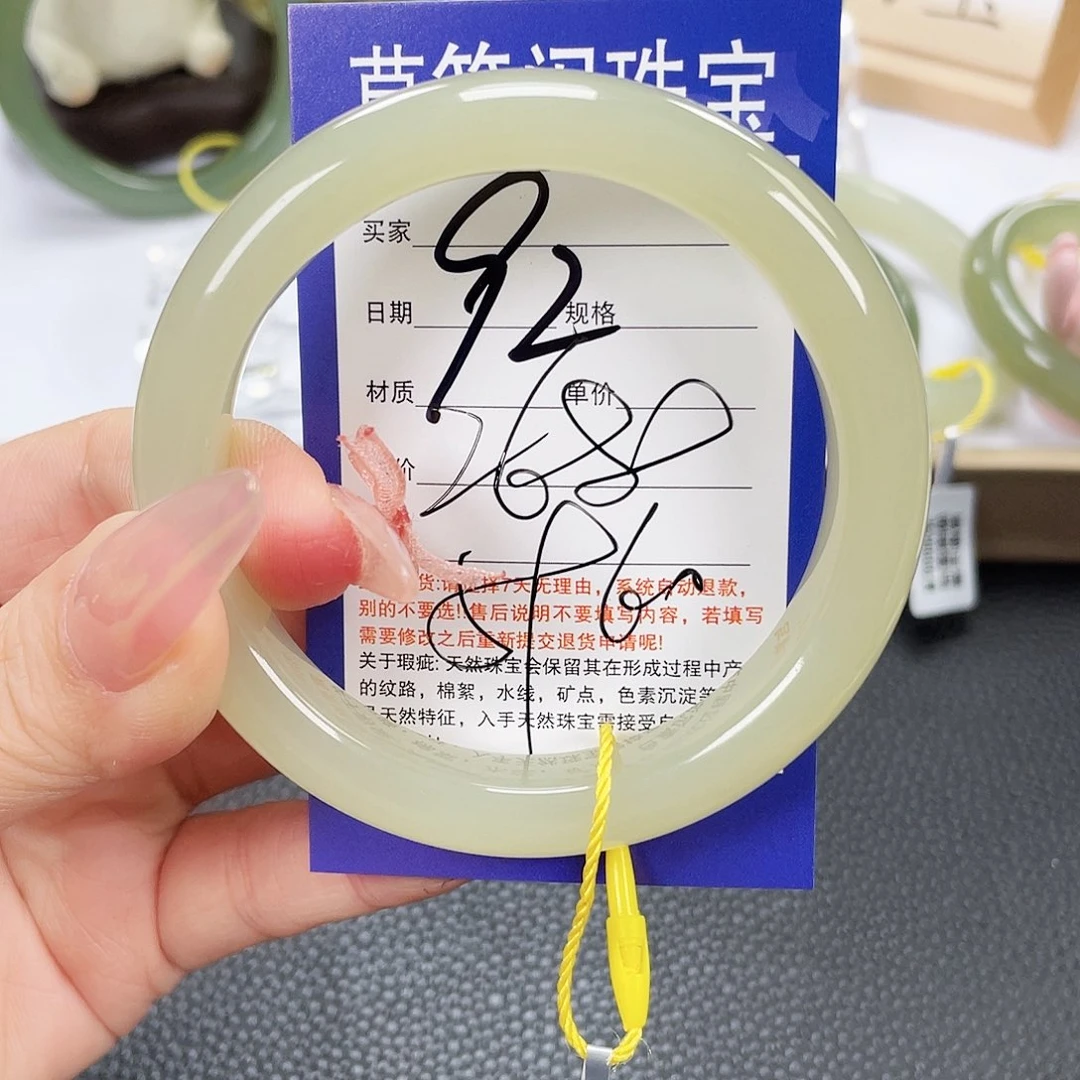 珠宝
买家
92
日期 规格
材质 单价
价
2688
货:请选择7天无理由，系统自动退款，
别的不要选!!售后说明不要填写内容，若填写
需要修改之后重新提交退货申请呢!
关于瑕疵: 天然珠宝会保留其在形成过程中产
的纹路，棉絮，水线，矿点，色素沉淀等
天然特征，入手天然珠宝需接受